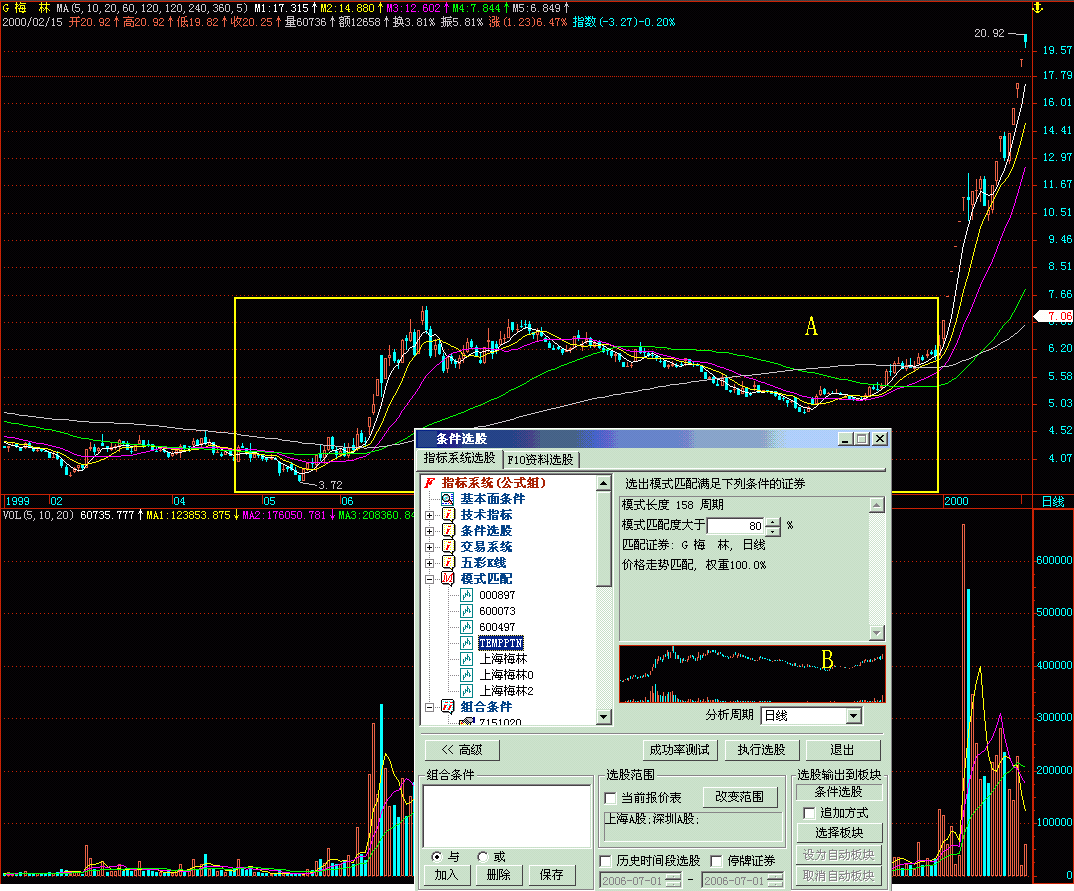 G 梅　林 MA(5,10,20,60,120,120,240,360,5) M1:17.315↑M2:14.880↑M3:12.602↑M4:7.844↑M5:6.849↑
2000/02/15 开20.92↑高20.92↑低19.82↑收20.25↑量60736↑额12658↑换3.81% 振5.81% 涨(1.23)6.47% 指数(-3.27)-0.20%
20.92
19.57
17.79
16.01
14.41
12.97
11.67
10.51
9.46
8.51
7.66
7.06
6.20
5.58
5.03
4.52
4.07
A
3.72
1999 02 04 05 06 2000 日线
VOL(5,10,20) 60735.777↑MA1:123853.875↓MA2:176050.781↓MA3:208360.84
600000
500000
400000
300000
200000
100000
0
条件选股
指标系统选股 F10资料选股
指标系统(公式组)
基本面条件
技术指标
条件选股
交易系统
五彩K线
模式匹配
000897
600073
600497
TEMPPTN
上海梅林
上海梅林0
上海梅林2
组合条件
7151020
选出模式匹配满足下列条件的证券
模式长度 158 周期
模式匹配度大于 80 %
匹配证券: G 梅　林, 日线
价格走势匹配, 权重100.0%
B
分析周期 日线
<< 高级 成功率测试 执行选股 退出
组合条件
与 或
加入 删除 保存
选股范围
当前报价表 改变范围
上海A股;深圳A股;
历史时间段选股 停牌证券
2006-07-01 - 2006-07-01
选股输出到板块
条件选股
追加方式
选择板块
设为自动板块
取消自动板块